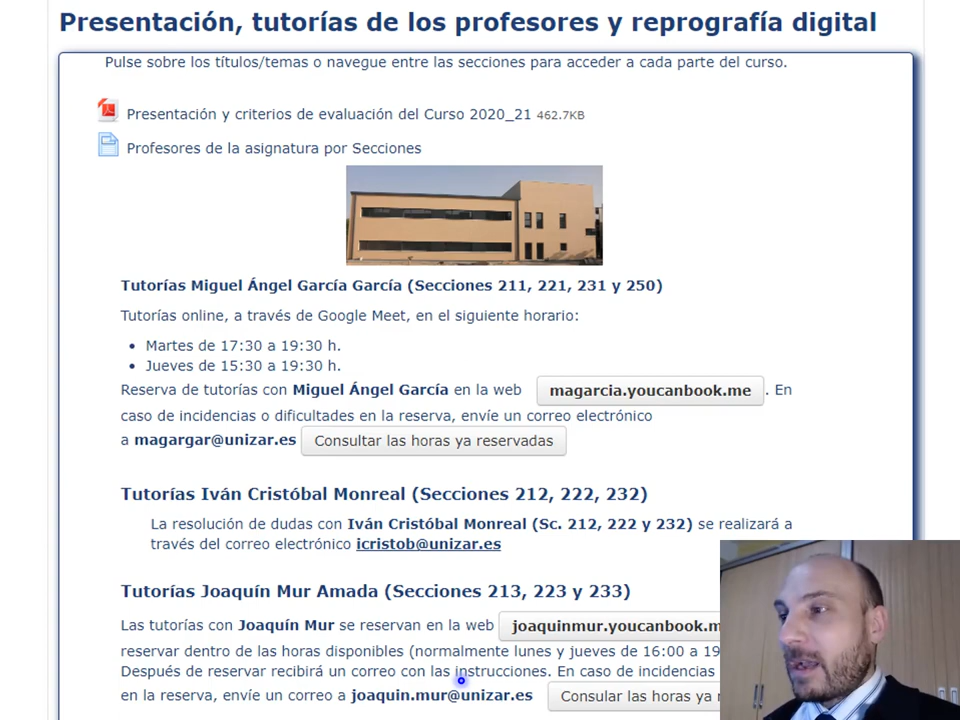 Presentación, tutorías de los profesores y reprografía digital
Pulse sobre los títulos/temas o navegue entre las secciones para acceder a cada parte del curso.
Presentación y criterios de evaluación del Curso 2020_21 462.7KB
Profesores de la asignatura por Secciones
Tutorías Miguel Ángel García García (Secciones 211, 221, 231 y 250)
Tutorías online, a través de Google Meet, en el siguiente horario:
• Martes de 17:30 a 19:30 h.
• Jueves de 15:30 a 19:30 h.
Reserva de tutorías con Miguel Ángel García en la web magarcia.youcanbook.me. En
caso de incidencias o dificultades en la reserva, envíe un correo electrónico
a magargar@unizar.es Consultar las horas ya reservadas
Tutorías Iván Cristóbal Monreal (Secciones 212, 222, 232)
La resolución de dudas con Iván Cristóbal Monreal (Sc. 212, 222 y 232) se realizará a
través del correo electrónico icristob@unizar.es
Tutorías Joaquín Mur Amada (Secciones 213, 223 y 233)
Las tutorías con Joaquín Mur se reservan en la web joaquinmur.youcanbook.m
reservar dentro de las horas disponibles (normalmente lunes y jueves de 16:00 a 19
Después de reservar recibirá un correo con las instrucciones. En caso de incidencias
en la reserva, envíe un correo a joaquin.mur@unizar.es Consular las horas ya r